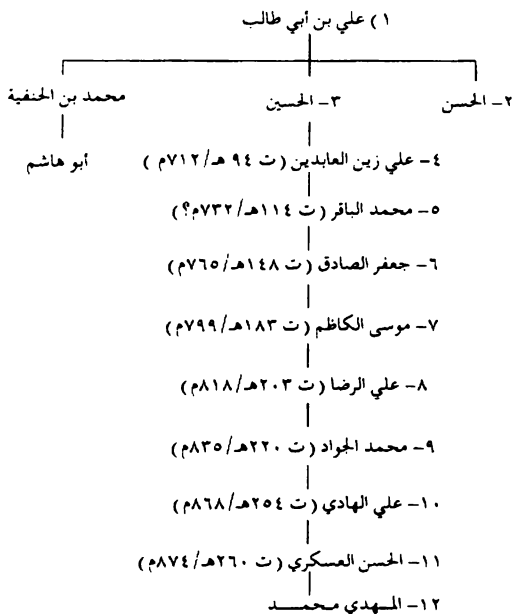 ١) علي بن أبي طالب
٢- الحسن ٣- الحسين محمد بن الحنفية
أبو هاشم
٤- علي زين العابدين ( ت ٩٤ هـ/٧١٢م )
٥- محمد الباقر ( ت ١١٤هـ/٧٣٢م؟)
٦- جعفر الصادق ( ت ١٤٨هـ/٧٦٥م)
٧- موسى الكاظم ( ت ١٨٣هـ/٧٩٩م)
٨- علي الرضا ( ت ٢٠٣هـ/٨١٨م)
٩- محمد الجواد ( ت ٢٢٠هـ/٨٣٥م)
١٠- علي الهادي ( ت ٢٥٤هـ/٨٦٨م)
١١- الحسن العسكري ( ت ٢٦٠هـ/٨٧٤م)
١٢- المهدي محمد